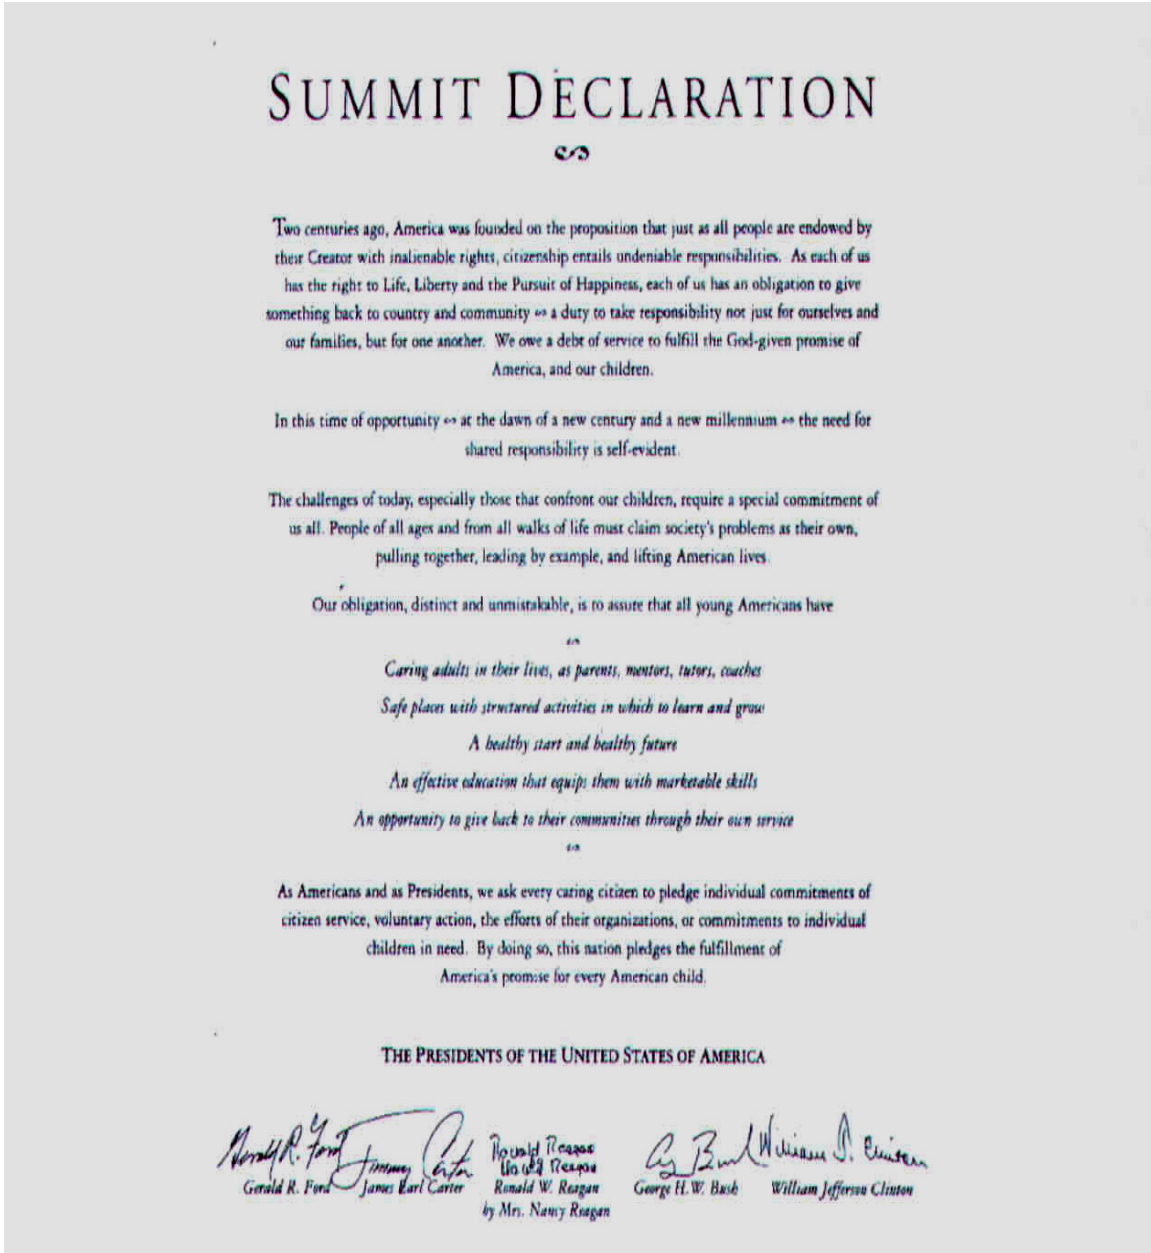 SUMMIT DECLARATION
Two centuries ago, America was founded on the proposition that just as all people are endowed by
their Creator with inalienable rights, citizenship entails undeniable responsibilities. As each of us
has the right to Life, Liberty and the Pursuit of Happiness, each of us has an obligation to give
something back to country and community ∾ a duty to take responsibility not just for ourselves and
our families, but for one another. We owe a debt of service to fulfill the God-given promise of
America, and our children.
In this time of opportunity ∾ at the dawn of a new century and a new millennium ∾ the need for
shared responsibility is self-evident.
The challenges of today, especially those that confront our children, require a special commitment of
us all. People of all ages and from all walks of life must claim society's problems as their own,
pulling together, leading by example, and lifting American lives.
Our obligation, distinct and unmistakable, is to assure that all young Americans have
Caring adults in their lives, as parents, mentors, tutors, coaches
Safe places with structured activities in which to learn and grow
A healthy start and healthy future
An effective education that equips them with marketable skills
An opportunity to give back to their communities through their own service
As Americans and as Presidents, we ask every caring citizen to pledge individual commitments of
citizen service, voluntary action, the efforts of their organizations, or commitments to individual
children in need. By doing so, this nation pledges the fulfillment of
America's promise for every American child.
THE PRESIDENTS OF THE UNITED STATES OF AMERICA
Gerald R. Ford Jimmy Carter Ronald Reagan G Bush William J. Clinton
Ronald Reagan
Gerald R. Ford James Earl Carter Ronald W. Reagan George H. W. Bush William Jefferson Clinton
by Mrs. Nancy Reagan